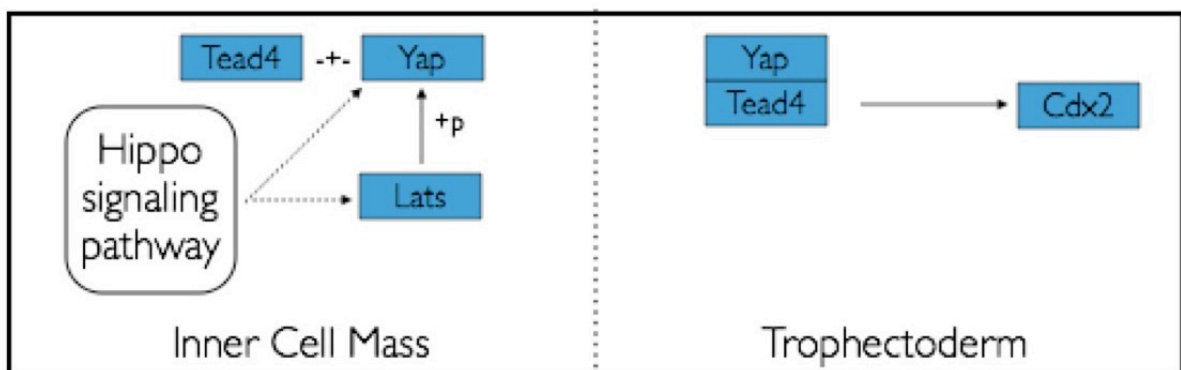 Tead4 -+- Yap
+p
Hippo
signaling
pathway
Lats
Inner Cell Mass
Yap
Tead4
Cdx2
Trophectoderm